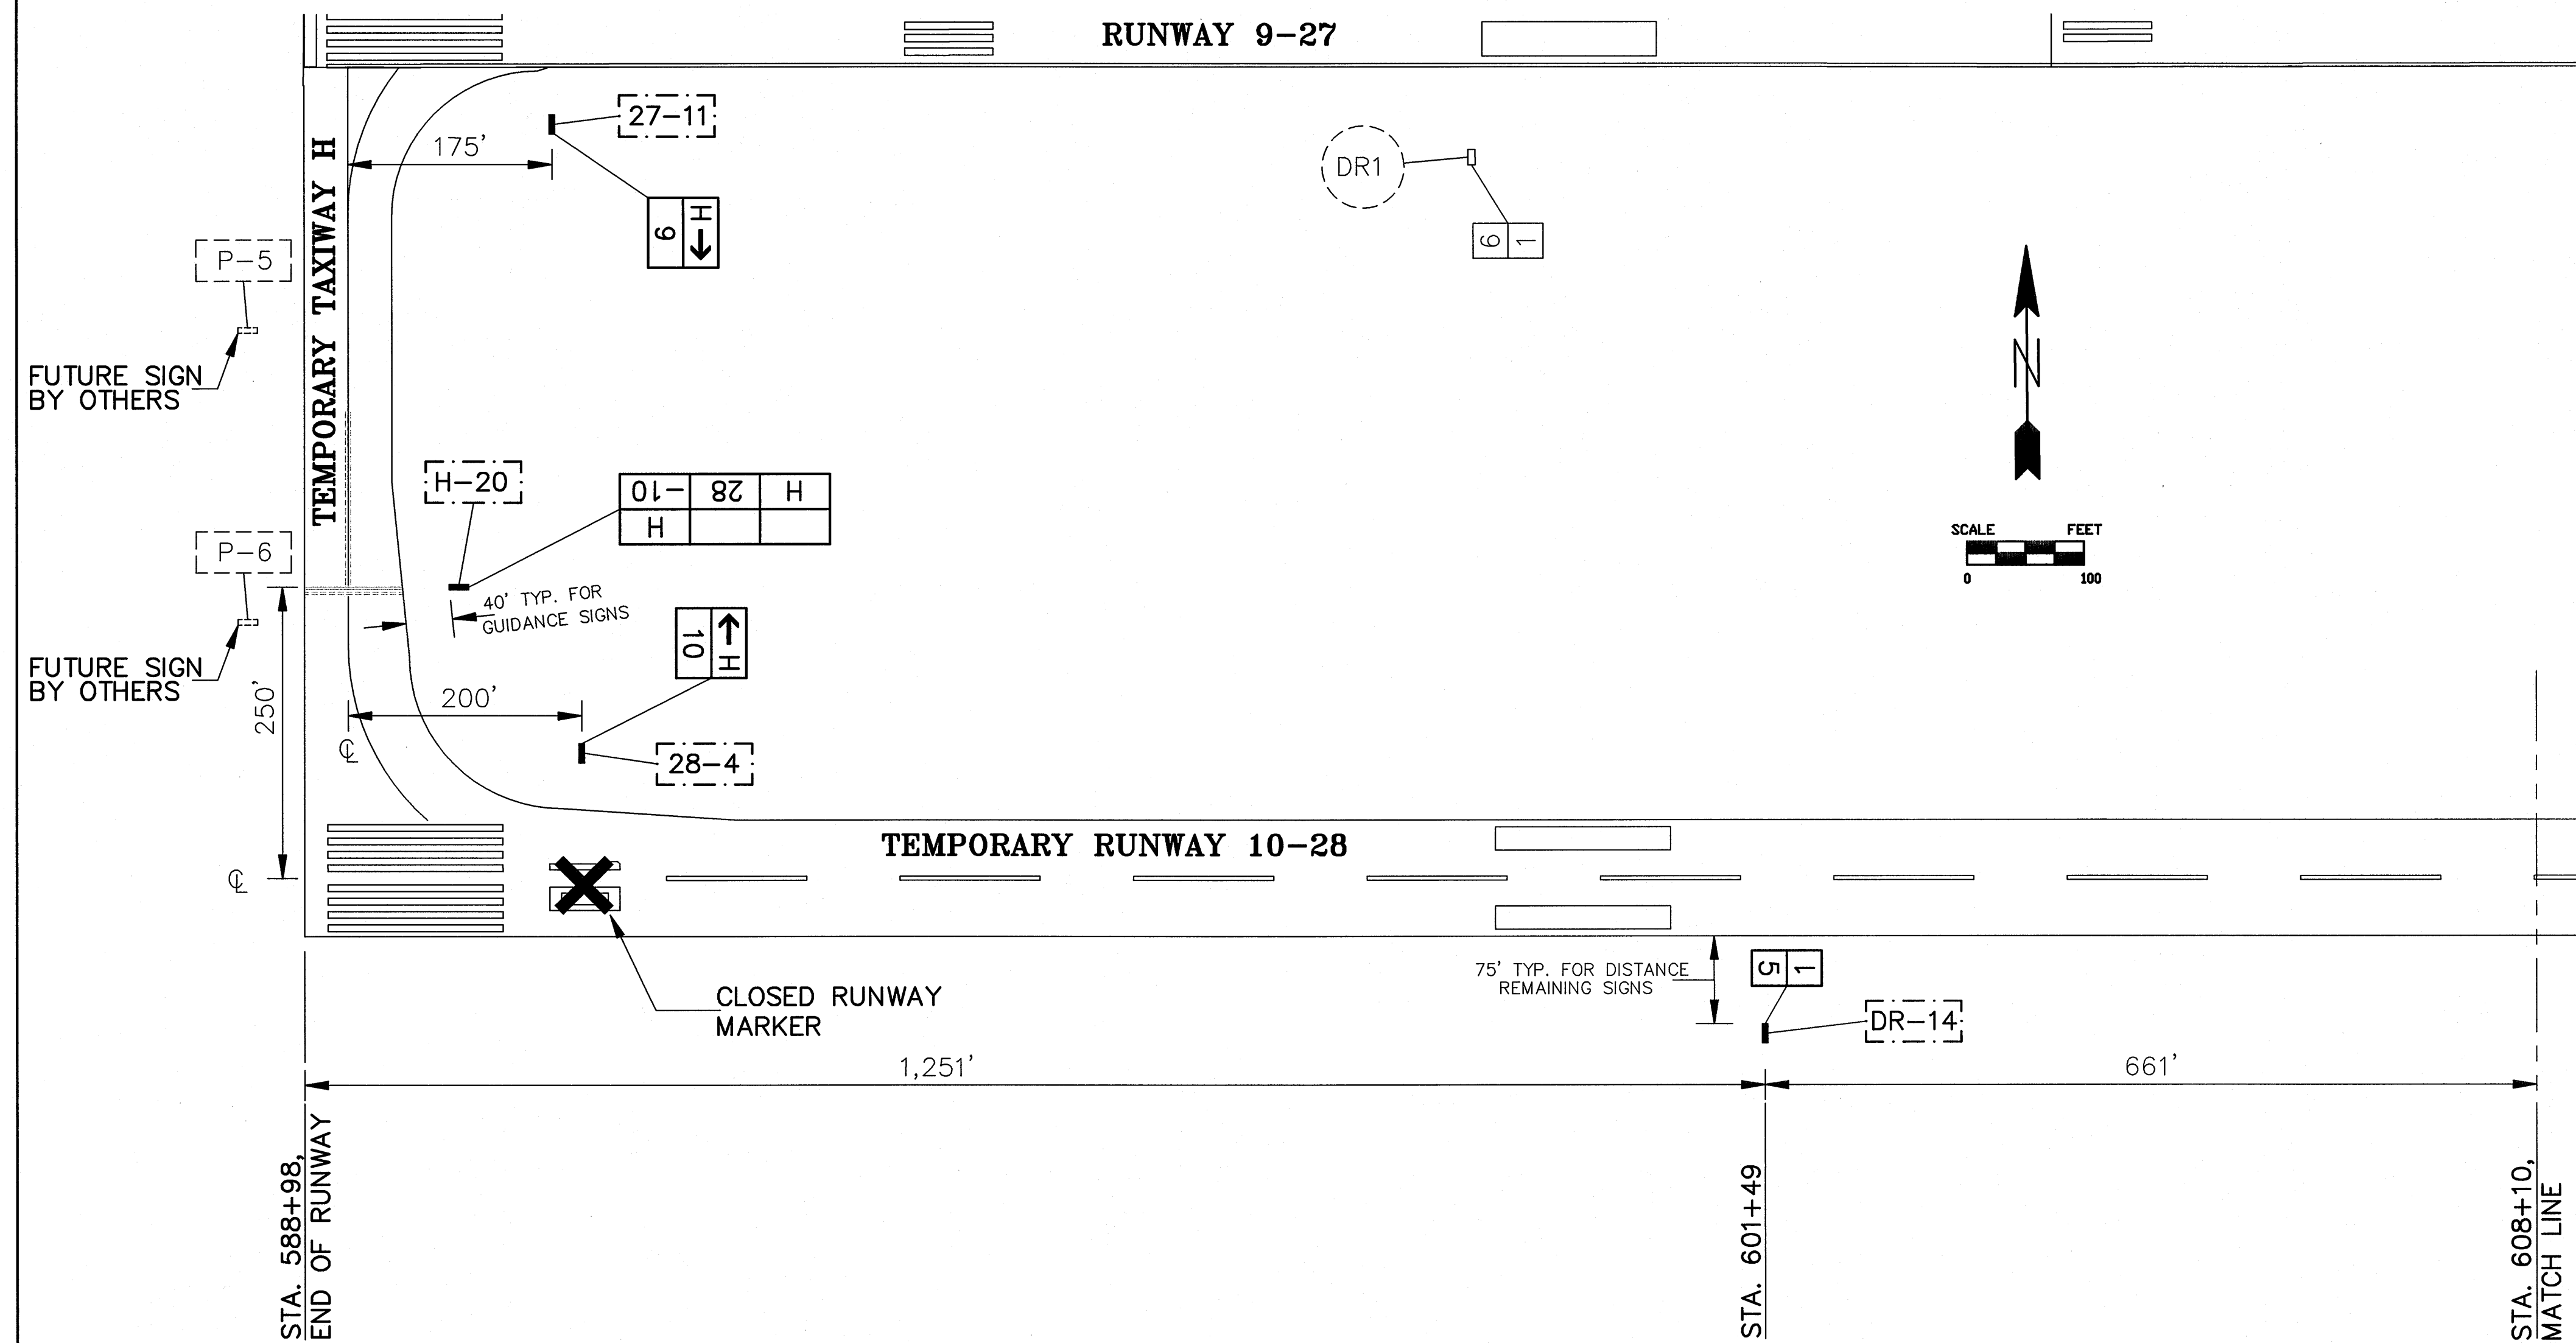 RUNWAY 9-27
27-11
175'
H
9
TEMPORARY TAXIWAY H
DR1
6 1
P-5
FUTURE SIGN
BY OTHERS
N
H-20
-10 28 H
H
SCALE FEET
0 100
P-6
40' TYP. FOR
GUIDANCE SIGNS
FUTURE SIGN
BY OTHERS
10
H
250'
200'
℄
28-4
TEMPORARY RUNWAY 10-28
℄
CLOSED RUNWAY
MARKER
75' TYP. FOR DISTANCE
REMAINING SIGNS
5 1
DR-14
1,251'
661'
STA. 588+98,
END OF RUNWAY
STA. 601+49
STA. 608+10,
MATCH LINE